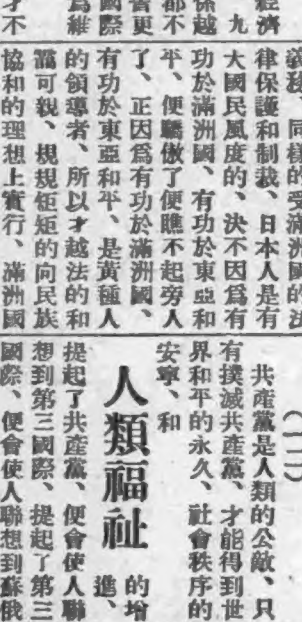 經濟
九
係越
都不
會更
國際
爲維
才不
義務、同樣的受滿洲國的法
律保護和制裁、日本人是有
大國民風度的、決不因爲有
功於滿洲國、有功於東亞和
平、便驕傲了便瞧不起旁人
了、正因爲有功於滿洲國、
有功於東亞和平、是黃種人
的領導者、所以才越法的和
靄可親、規規矩矩的向民族
協和的理想上實行、滿洲國
（二）
共產黨是人類的公敵、只
有撲滅共產黨、才能得到世
界和平的永久、社會秩序的
安寧、和
人類福祉
的增
進、
提起了共產黨、便會使人聯
想到第三國際、提起了第三
國際、便會使人聯想到蘇俄